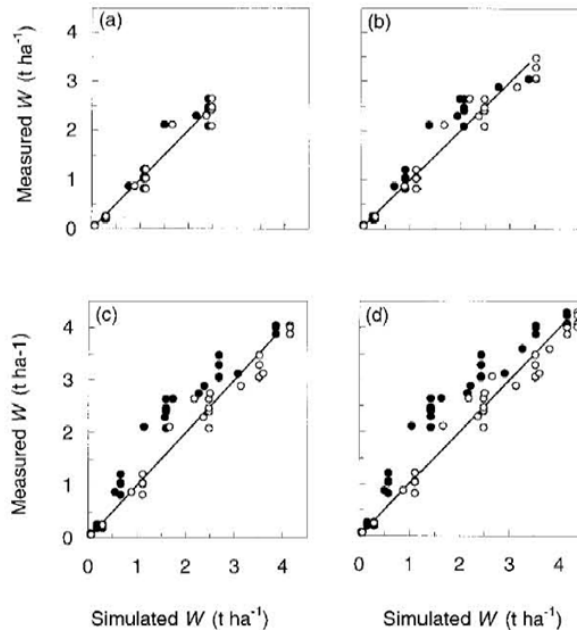 (a)
(b)
4
3
2
1
0
Measured W (t ha⁻¹)
(c)
(d)
4
3
2
1
0
Measured W (t ha-1)
0 1 2 3 4
0 1 2 3 4
Simulated W (t ha⁻¹)
Simulated W (t ha⁻¹)